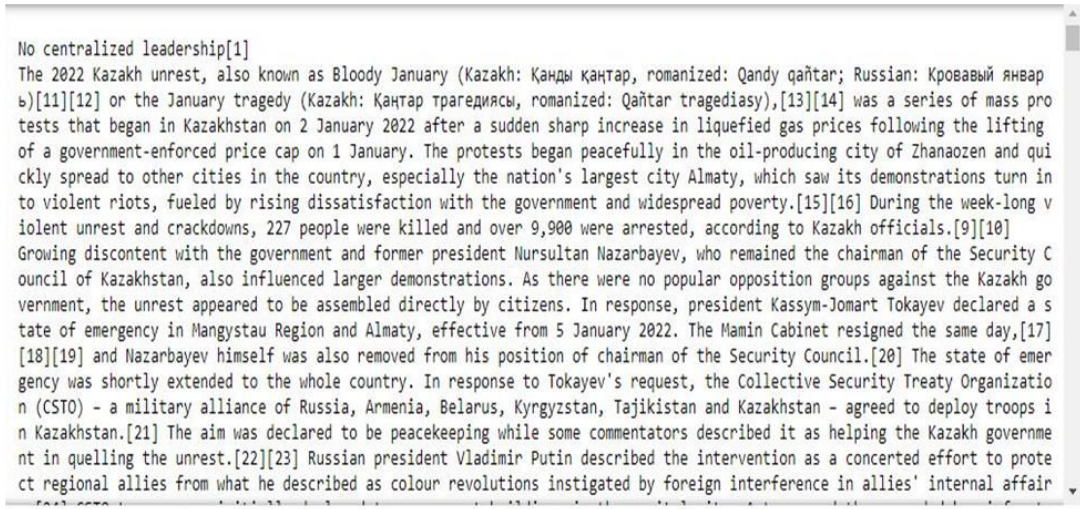 No centralized leadership[1]
The 2022 Kazakh unrest, also known as Bloody January (Kazakh: Қанды қаңтар, romanized: Qandy qañtar; Russian: Кровавый январ
ь)[11][12] or the January tragedy (Kazakh: Қаңтар трагедиясы, romanized: Qañtar tragediasy),[13][14] was a series of mass pro
tests that began in Kazakhstan on 2 January 2022 after a sudden sharp increase in liquefied gas prices following the lifting
of a government-enforced price cap on 1 January. The protests began peacefully in the oil-producing city of Zhanaozen and qui
ckly spread to other cities in the country, especially the nation's largest city Almaty, which saw its demonstrations turn in
to violent riots, fueled by rising dissatisfaction with the government and widespread poverty.[15][16] During the week-long v
iolent unrest and crackdowns, 227 people were killed and over 9,900 were arrested, according to Kazakh officials.[9][10]
Growing discontent with the government and former president Nursultan Nazarbayev, who remained the chairman of the Security C
ouncil of Kazakhstan, also influenced larger demonstrations. As there were no popular opposition groups against the Kazakh go
vernment, the unrest appeared to be assembled directly by citizens. In response, president Kassym-Jomart Tokayev declared a s
tate of emergency in Mangystau Region and Almaty, effective from 5 January 2022. The Mamin Cabinet resigned the same day,[17]
[18][19] and Nazarbayev himself was also removed from his position of chairman of the Security Council.[20] The state of emer
gency was shortly extended to the whole country. In response to Tokayev's request, the Collective Security Treaty Organizatio
n (CSTO) – a military alliance of Russia, Armenia, Belarus, Kyrgyzstan, Tajikistan and Kazakhstan – agreed to deploy troops i
n Kazakhstan.[21] The aim was declared to be peacekeeping while some commentators described it as helping the Kazakh governme
nt in quelling the unrest.[22][23] Russian president Vladimir Putin described the intervention as a concerted effort to prote
ct regional allies from what he described as colour revolutions instigated by foreign interference in allies' internal affair